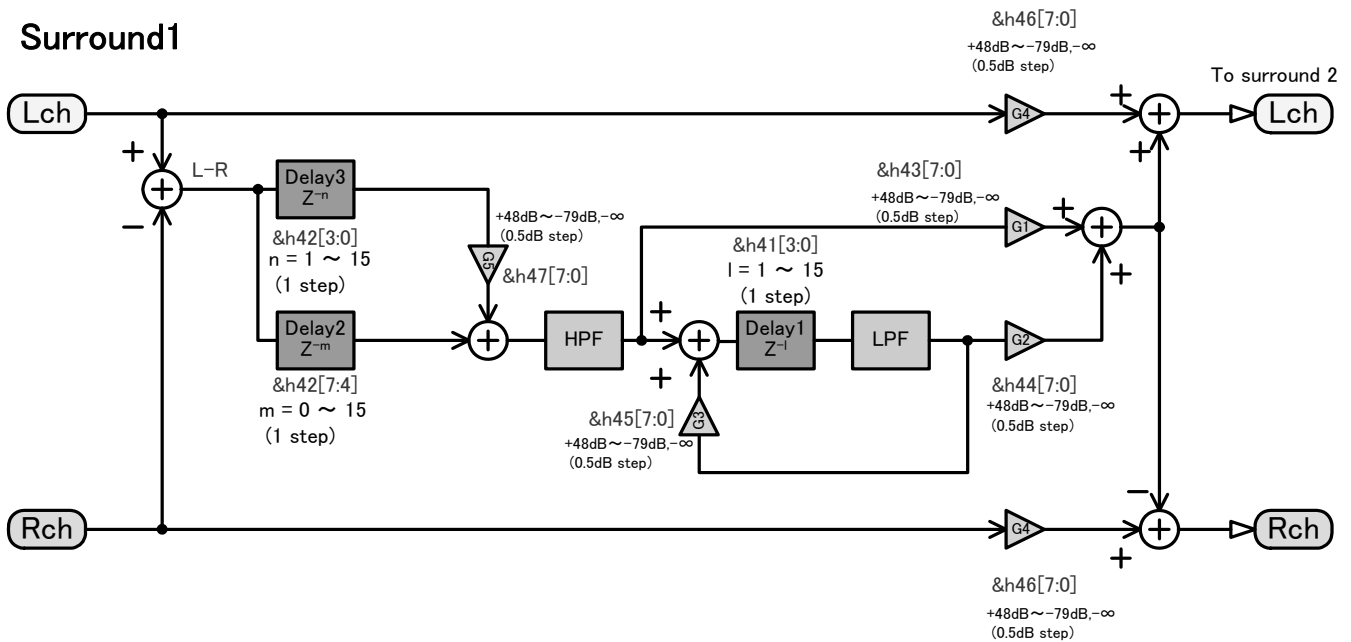 Surround1
&h46[7:0]
+48dB～-79dB,-∞
(0.5dB step)
To surround 2
Lch
G4
+
+
Lch
+
+
L-R
+
−
Delay3
Z-n
&h42[3:0]
n = 1 ～ 15
(1 step)
+48dB～-79dB,-∞
(0.5dB step)
G5
&h47[7:0]
&h43[7:0]
+48dB～-79dB,-∞
(0.5dB step)
G1
+
+
+
&h41[3:0]
l = 1 ～ 15
(1 step)
Delay2
Z-m
&h42[7:4]
m = 0 ～ 15
(1 step)
+
HPF
+
+
+
Delay1
Z-l
LPF
G2
&h44[7:0]
+48dB～-79dB,-∞
(0.5dB step)
&h45[7:0]
+48dB～-79dB,-∞
(0.5dB step)
G3
Rch
G4
−
+
+
Rch
&h46[7:0]
+48dB～-79dB,-∞
(0.5dB step)